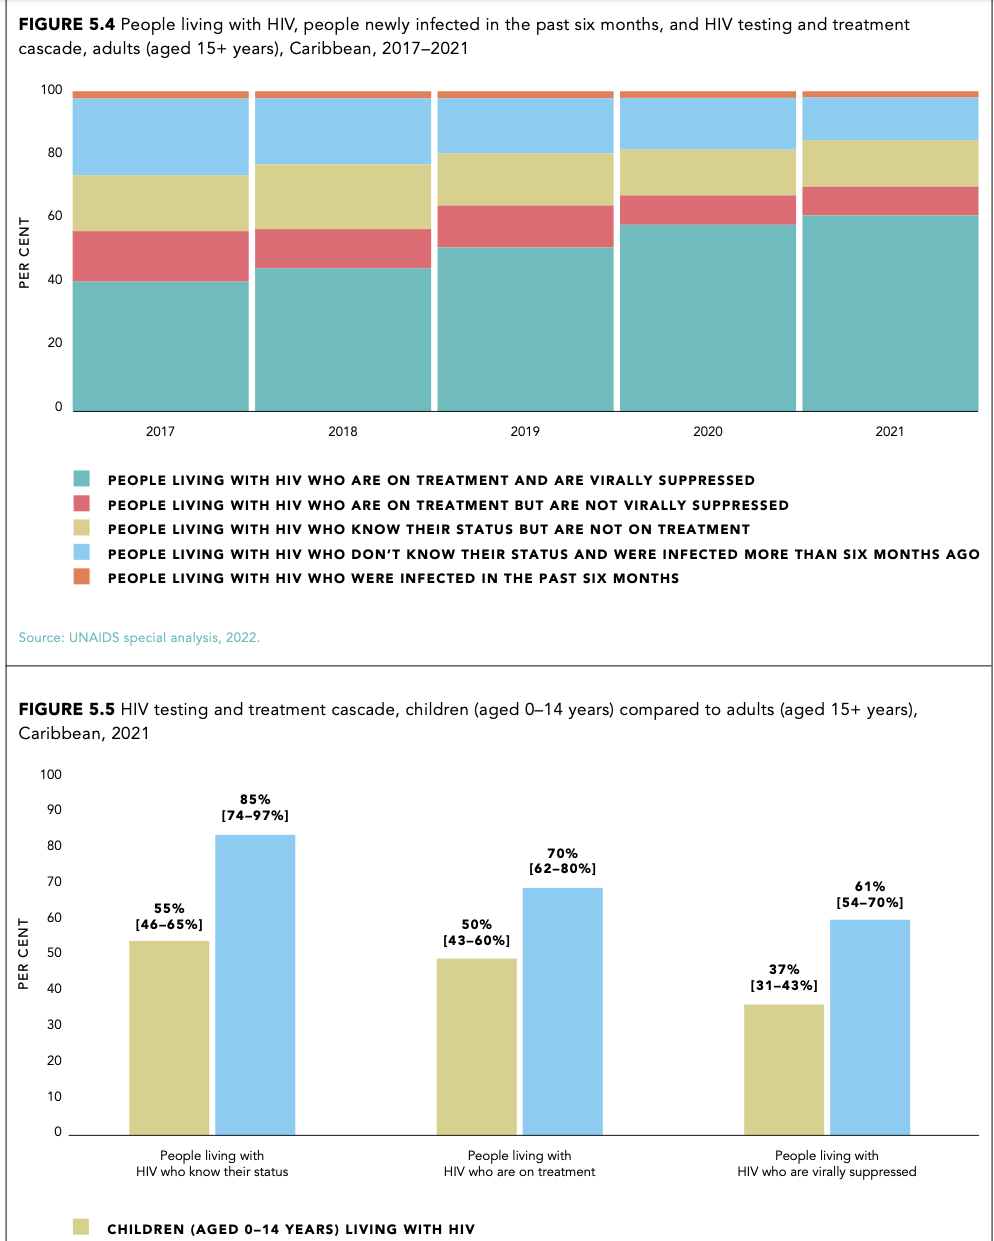 FIGURE 5.4 People living with HIV, people newly infected in the past six months, and HIV testing and treatment
cascade, adults (aged 15+ years), Caribbean, 2017–2021
100
80
60
40
20
0
PER CENT
2017 2018 2019 2020 2021
PEOPLE LIVING WITH HIV WHO ARE ON TREATMENT AND ARE VIRALLY SUPPRESSED
PEOPLE LIVING WITH HIV WHO ARE ON TREATMENT BUT ARE NOT VIRALLY SUPPRESSED
PEOPLE LIVING WITH HIV WHO KNOW THEIR STATUS BUT ARE NOT ON TREATMENT
PEOPLE LIVING WITH HIV WHO DON'T KNOW THEIR STATUS AND WERE INFECTED MORE THAN SIX MONTHS AGO
PEOPLE LIVING WITH HIV WHO WERE INFECTED IN THE PAST SIX MONTHS
Source: UNAIDS special analysis, 2022.
FIGURE 5.5 HIV testing and treatment cascade, children (aged 0–14 years) compared to adults (aged 15+ years),
Caribbean, 2021
100
90
80
70
60
50
40
30
20
10
0
PER CENT
55%
[46–65%]
85%
[74–97%]
50%
[43–60%]
70%
[62–80%]
37%
[31–43%]
61%
[54–70%]
People living with
HIV who know their status
People living with
HIV who are on treatment
People living with
HIV who are virally suppressed
CHILDREN (AGED 0–14 YEARS) LIVING WITH HIV